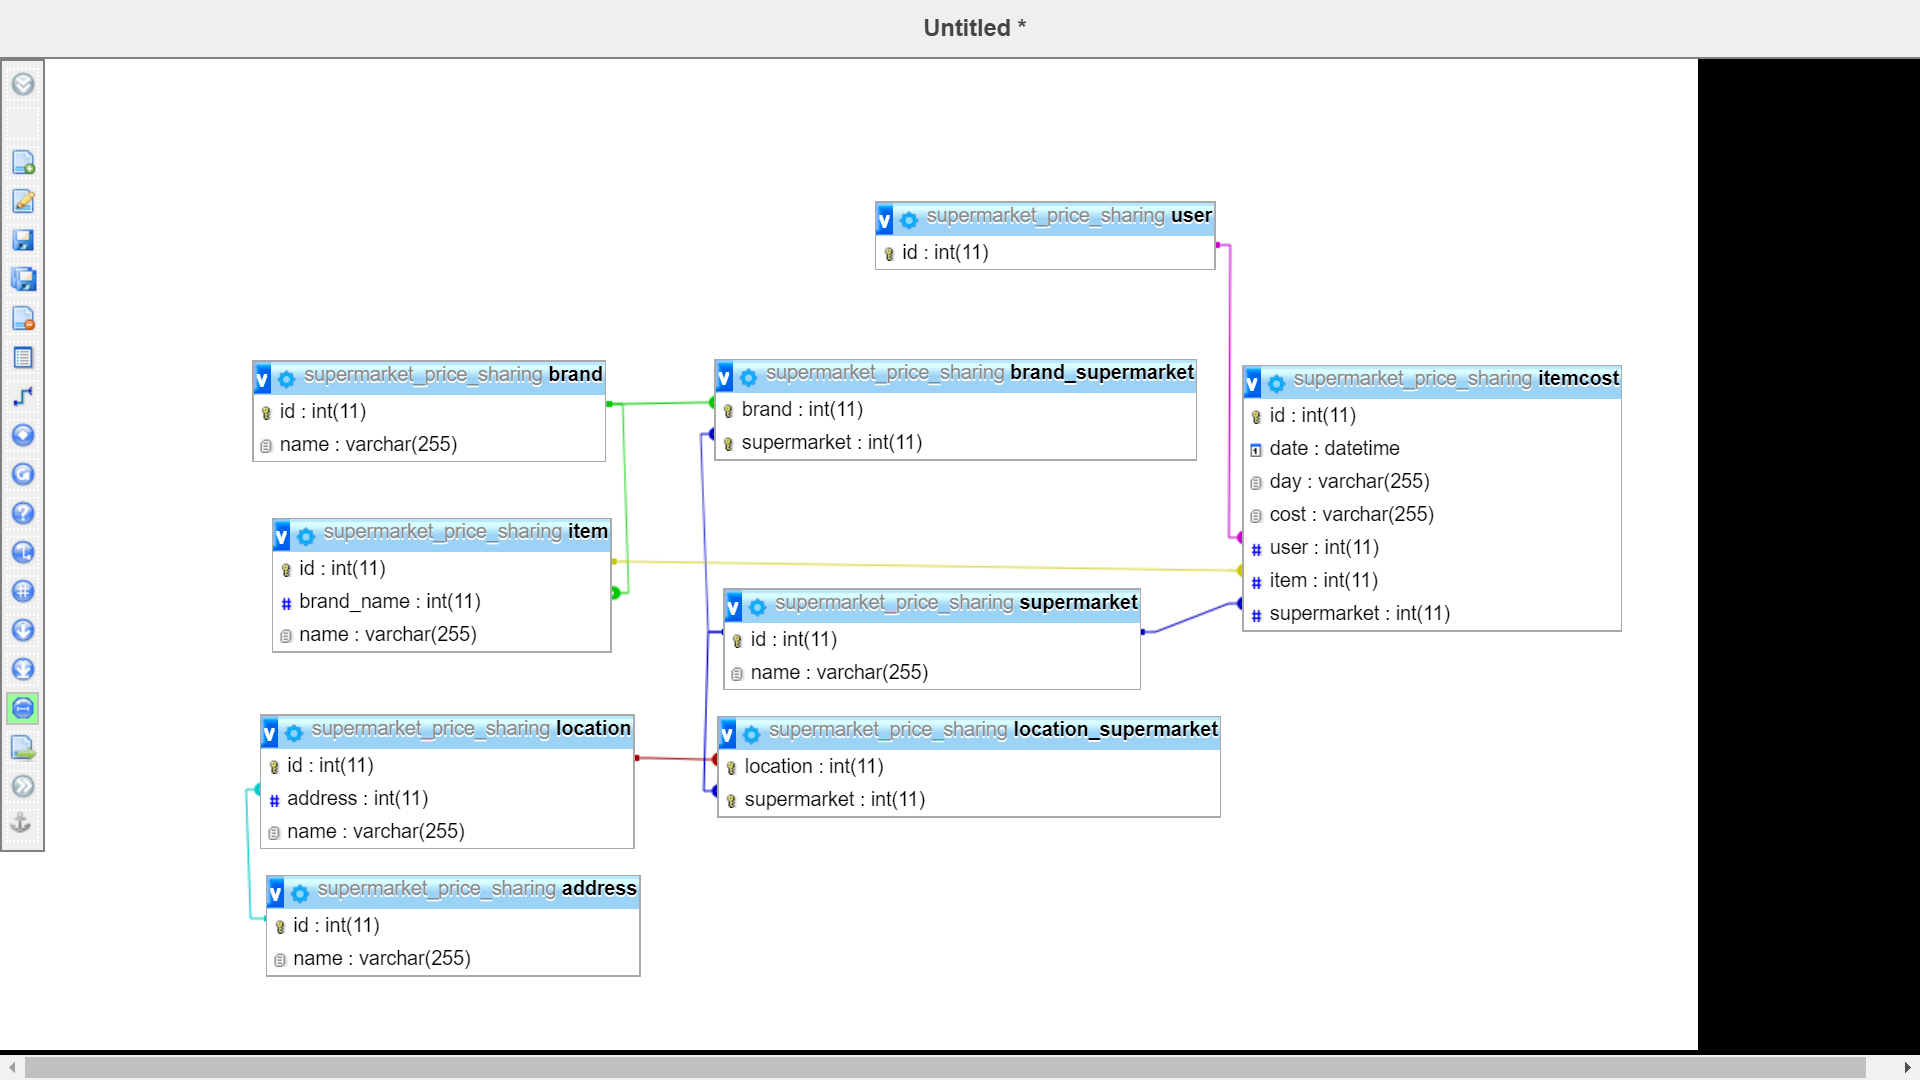 Untitled *
v supermarket_price_sharing user
id : int(11)
v supermarket_price_sharing brand
id : int(11)
name : varchar(255)
v supermarket_price_sharing brand_supermarket
brand : int(11)
supermarket : int(11)
v supermarket_price_sharing itemcost
id : int(11)
date : datetime
day : varchar(255)
cost : varchar(255)
# user : int(11)
# item : int(11)
# supermarket : int(11)
v supermarket_price_sharing item
id : int(11)
# brand_name : int(11)
name : varchar(255)
v supermarket_price_sharing supermarket
id : int(11)
name : varchar(255)
v supermarket_price_sharing location
id : int(11)
# address : int(11)
name : varchar(255)
v supermarket_price_sharing location_supermarket
location : int(11)
supermarket : int(11)
v supermarket_price_sharing address
id : int(11)
name : varchar(255)